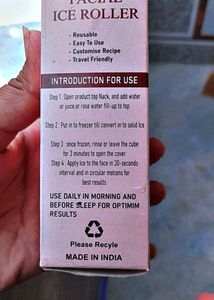 FACIAL
ICE ROLLER
- Reusable
- Easy To Use
- Customise Recipe
- Travel Friendly
INTRODUCTION FOR USE
Step 1 : Open product top Nack, and add water
or juice or rose water fill-up to top
Step 2 : Put in to freezer till convert in to solid Ice
Step 3 : once frozen, rinse or leave the cube
for 3 minutes to open the cover
Step 4 : Apply Ice to the face in 30-seconds
interval and in circular motions for
best results
USE DAILY IN MORNING AND
BEFORE SLEEP FOR OPTIMIM
RESULTS
Please Recyle
MADE IN INDIA